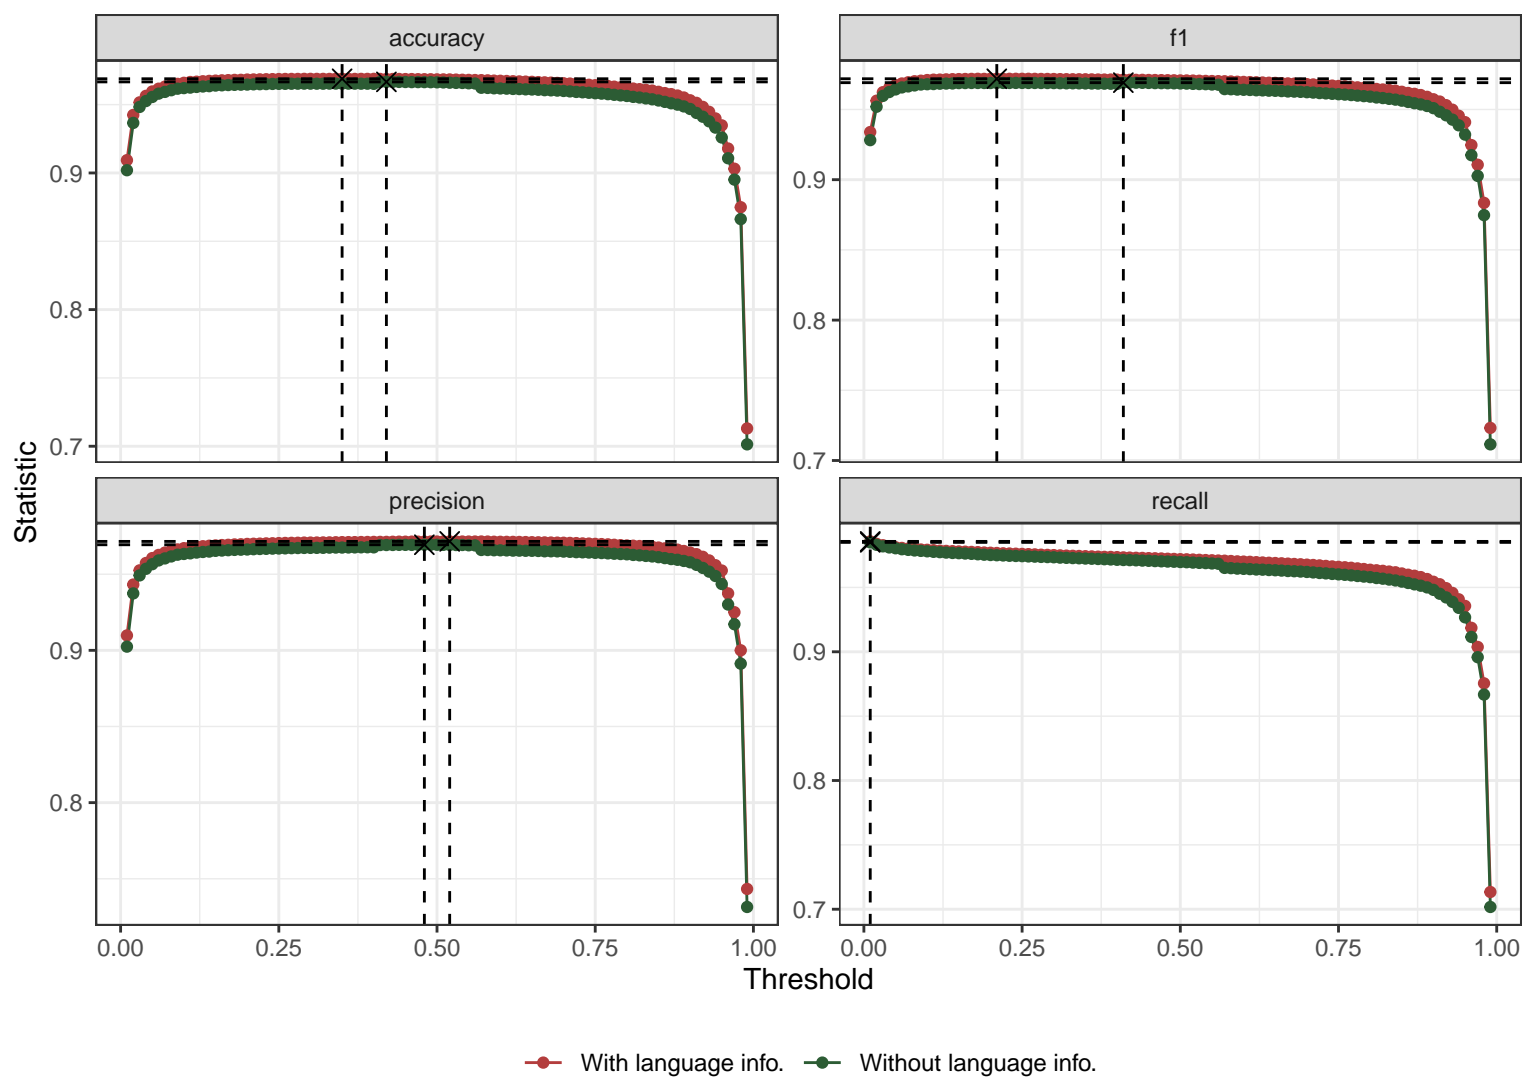 accuracy
f1
0.9
0.8
0.7
0.9
0.8
0.7
Statistic
precision
recall
0.9
0.8
0.9
0.8
0.7
0.00 0.25 0.50 0.75 1.00
0.00 0.25 0.50 0.75 1.00
Threshold
With language info. Without language info.